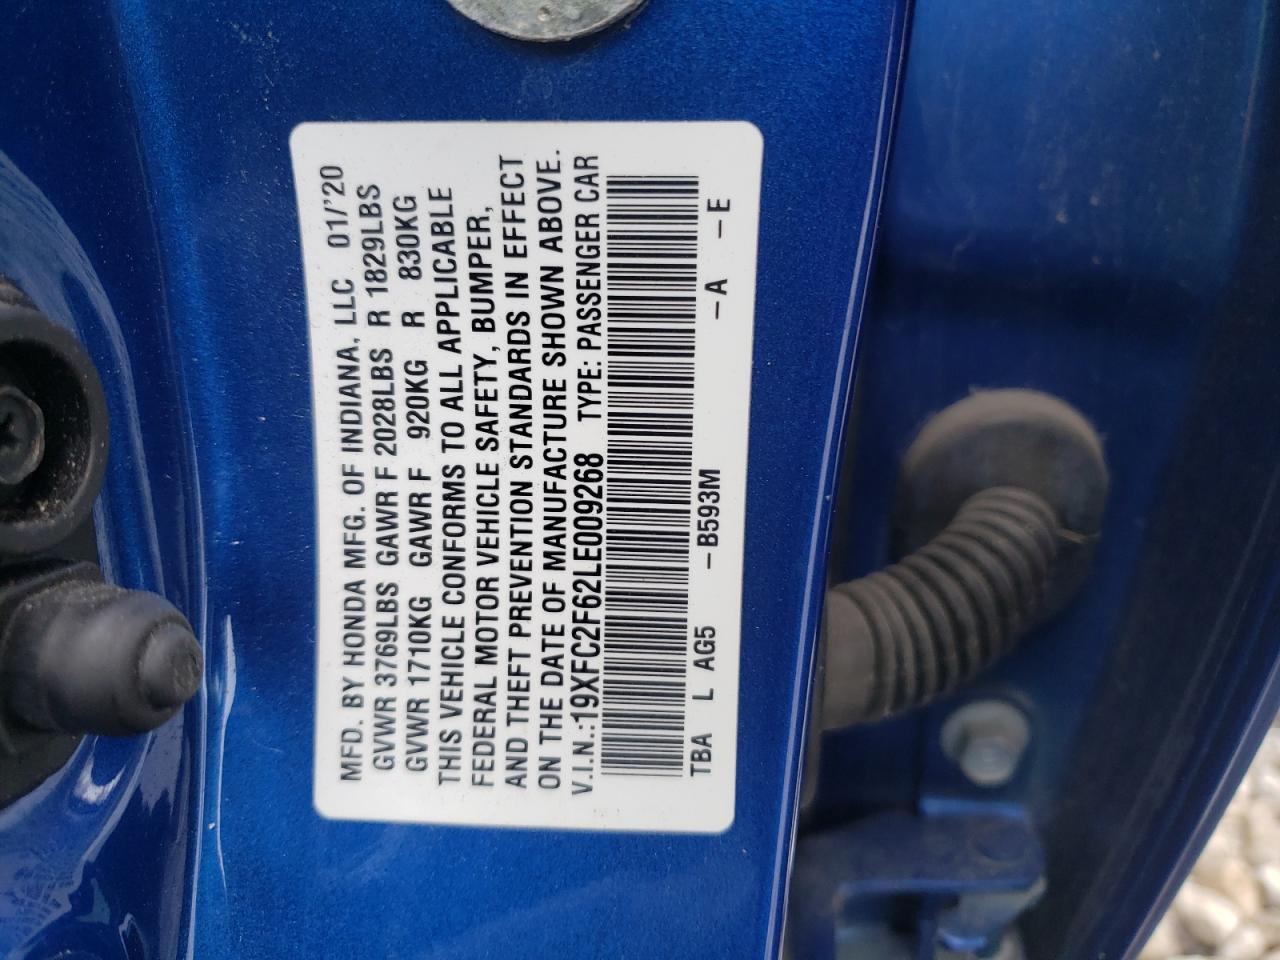 MFD. BY HONDA MFG. OF INDIANA, LLC 01/'20
GVWR 3769LBS GAWR F 2028LBS R 1829LBS
GVWR 1710KG GAWR F 920KG R 830KG
THIS VEHICLE CONFORMS TO ALL APPLICABLE
FEDERAL MOTOR VEHICLE SAFETY, BUMPER,
AND THEFT PREVENTION STANDARDS IN EFFECT
ON THE DATE OF MANUFACTURE SHOWN ABOVE.
V.I.N.:19XFC2F62LE009268 TYPE: PASSENGER CAR
TBA L AG5 -B593M -A -E